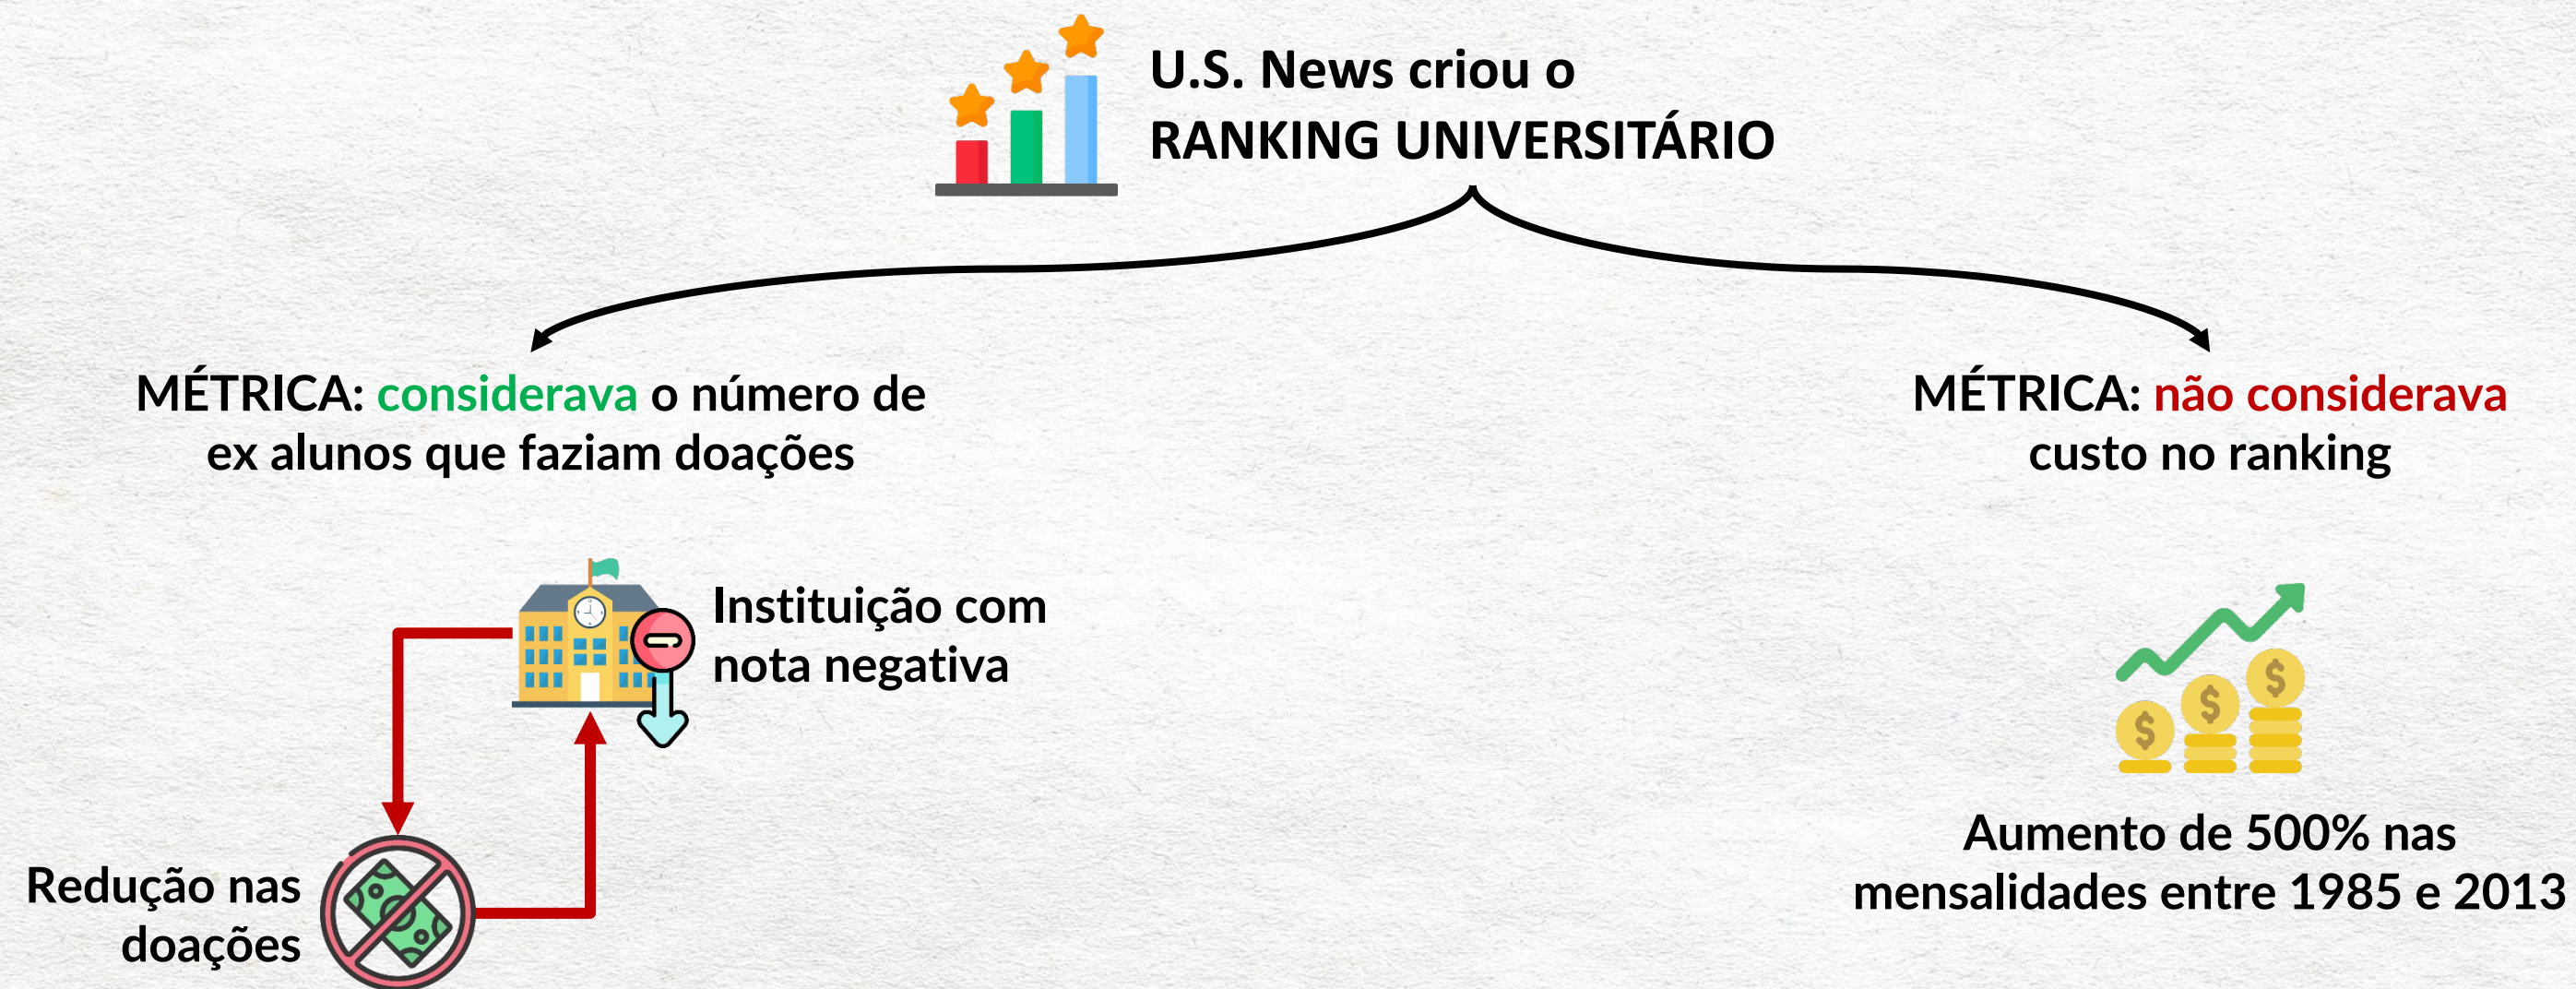 U.S. News criou o
RANKING UNIVERSITÁRIO
MÉTRICA: considerava o número de
ex alunos que faziam doações
Instituição com
nota negativa
Redução nas
doações
MÉTRICA: não considerava
custo no ranking
Aumento de 500% nas
mensalidades entre 1985 e 2013